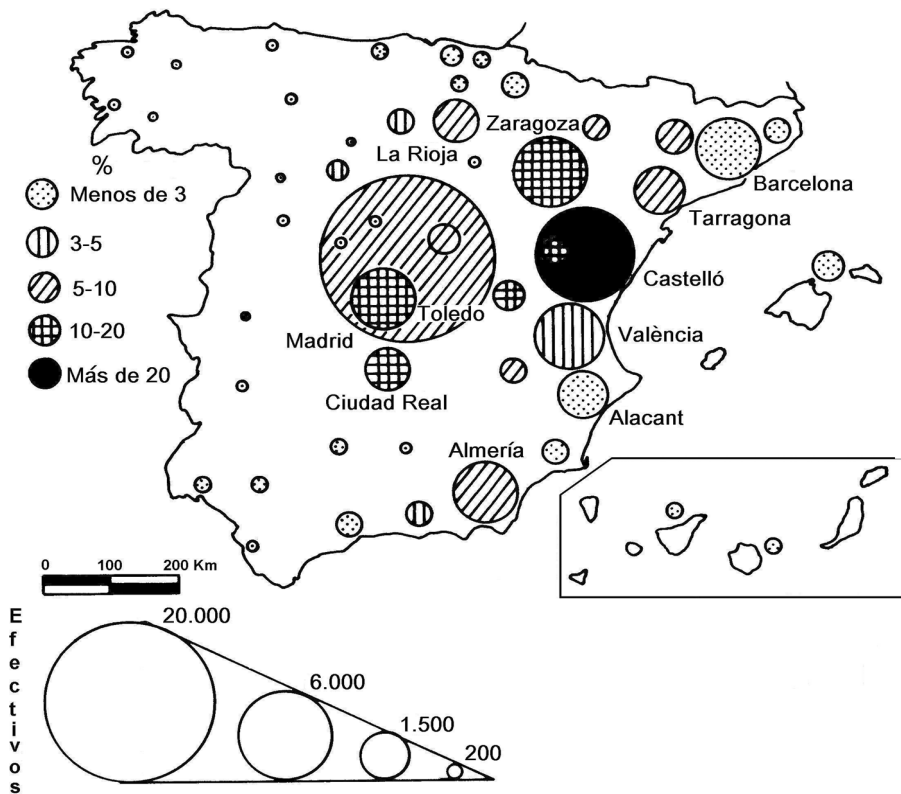 Zaragoza
La Rioja
%
Menos de 3
Barcelona
Tarragona
3-5
5-10
Castelló
Toledo
10-20
Madrid
València
Más de 20
Ciudad Real
Alacant
Almería
0 100 200 Km
Efectivos
20.000
6.000
1.500
200